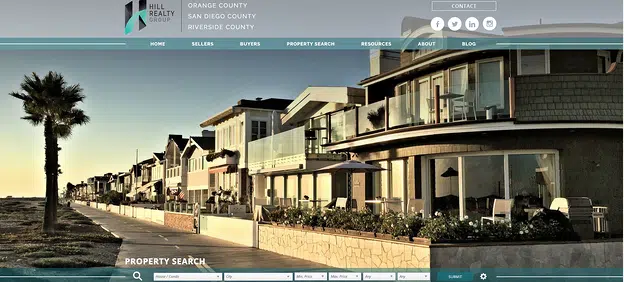 HILL
REALTY
GROUP
ORANGE COUNTY
SAN DIEGO COUNTY
RIVERSIDE COUNTY
CONTACT
HOME SELLERS BUYERS PROPERTY SEARCH RESOURCES ABOUT BLOG
PROPERTY SEARCH
City Min. Price Max. Price Any Any SUBMIT